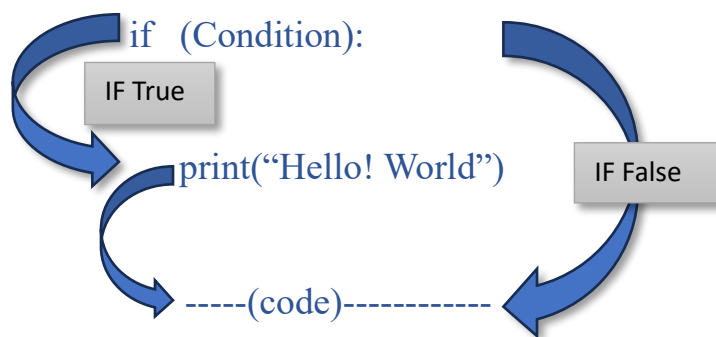 if (Condition):
IF True
print(“Hello! World”)
IF False
-----(code)------------